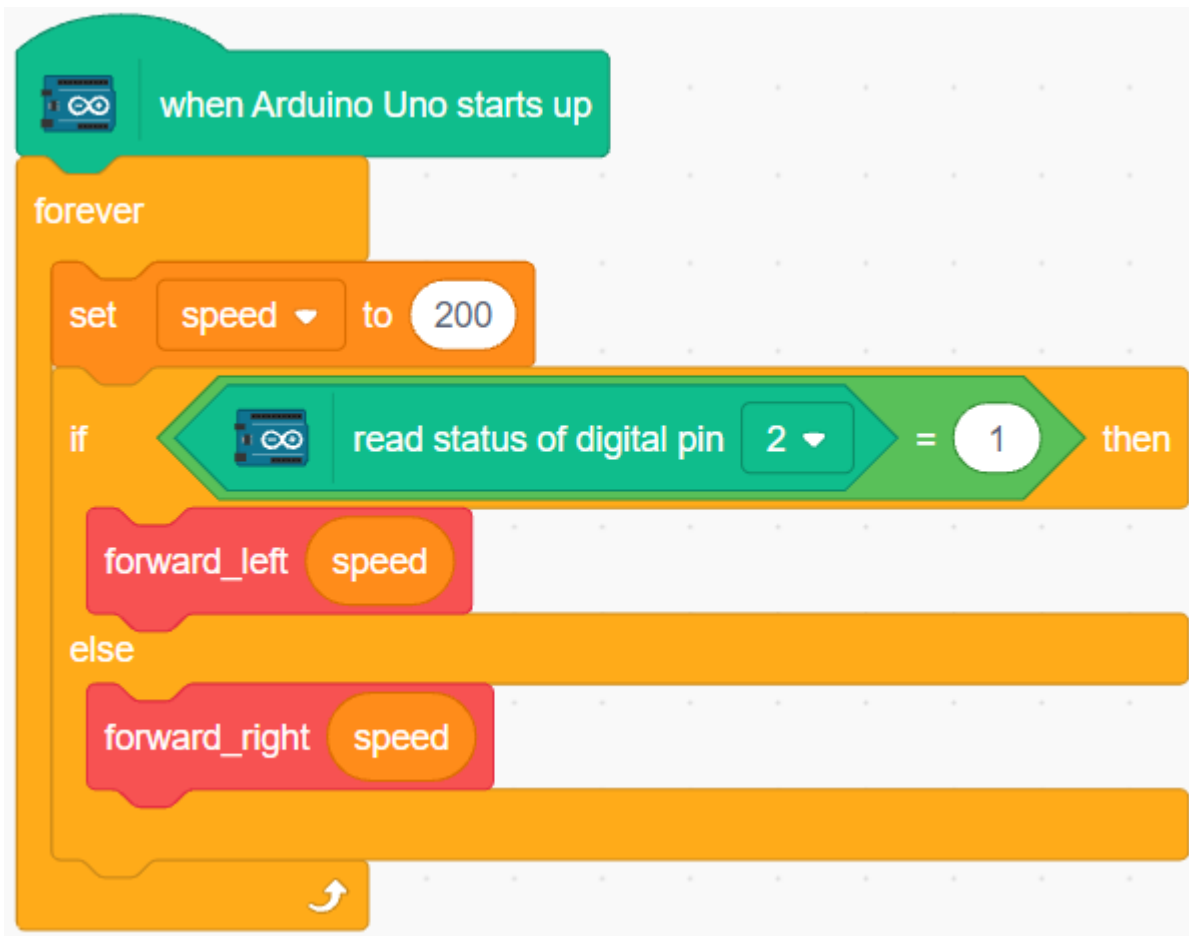 when Arduino Uno starts up
forever
set speed to 200
if read status of digital pin 2 = 1 then
forward_left speed
else
forward_right speed